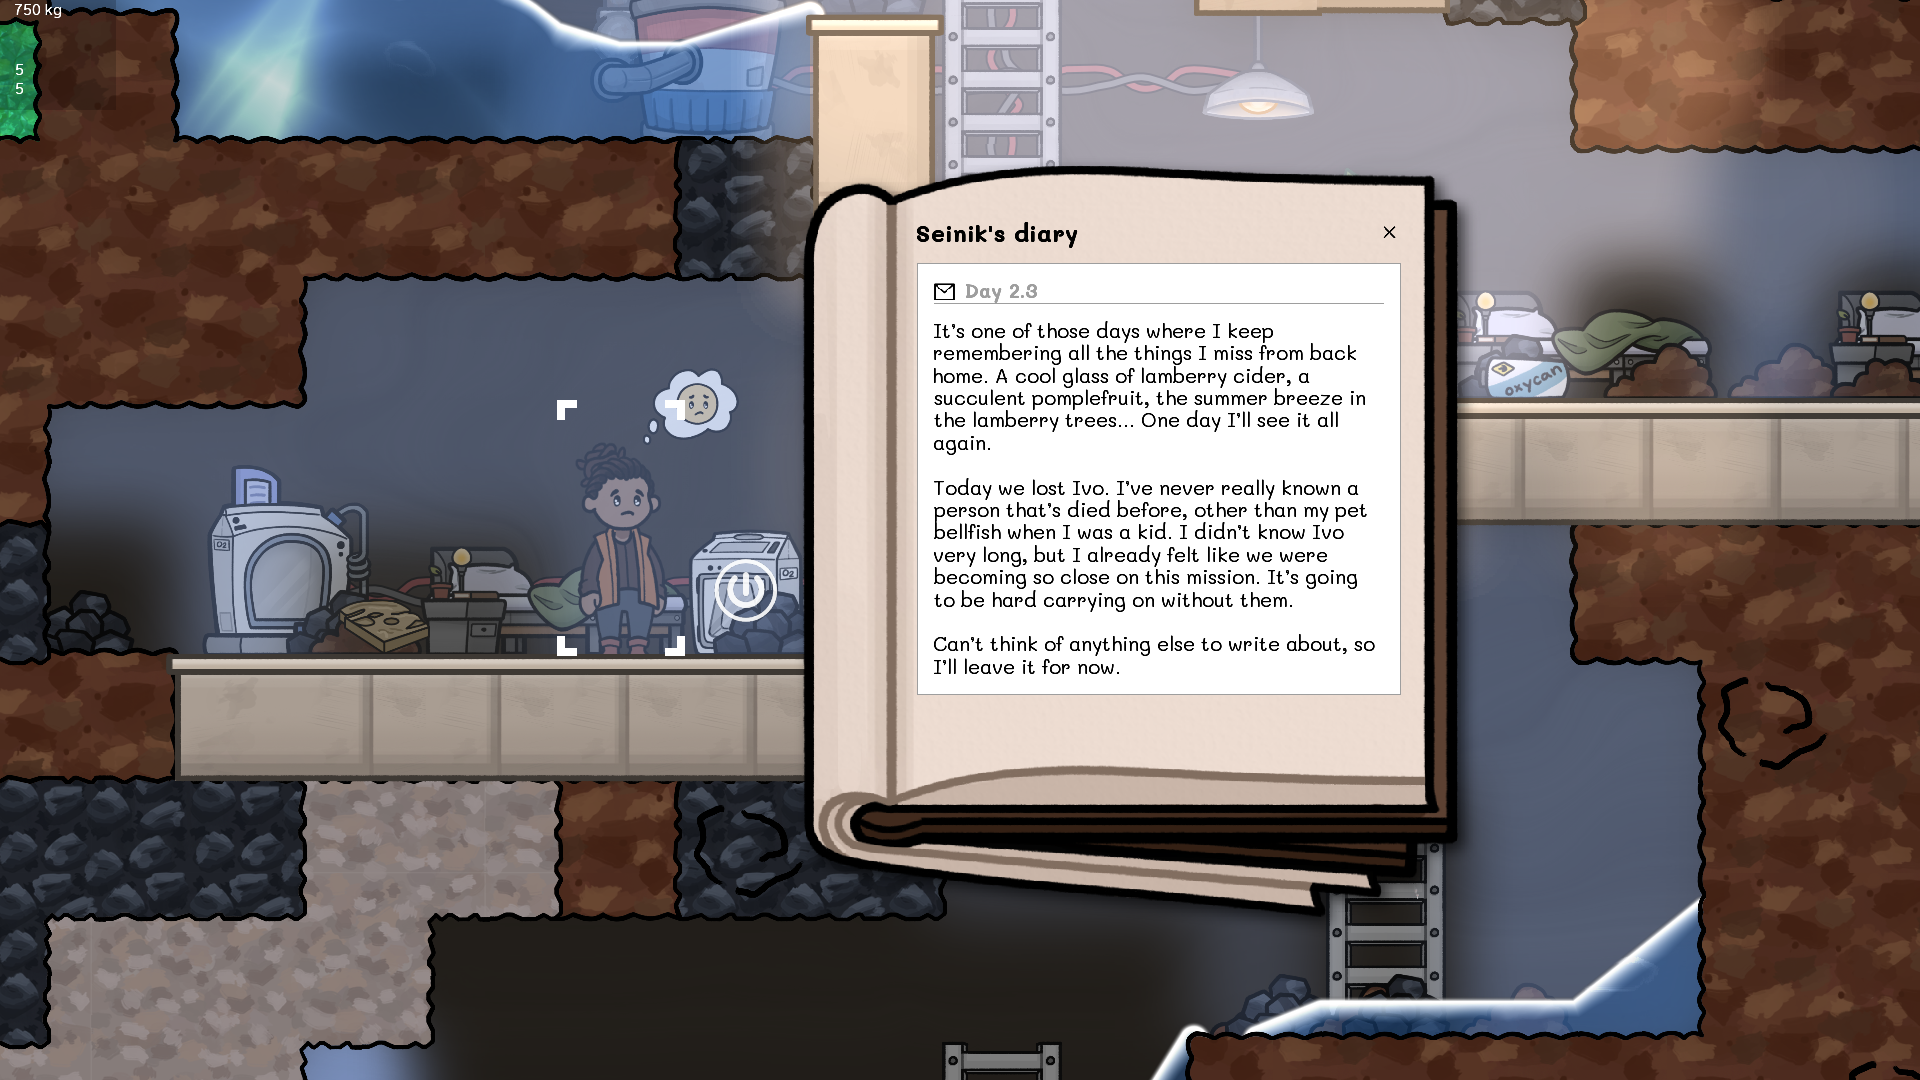 750 kg
5
5
Seinik's diary
Day 2.3
It's one of those days where I keep
remembering all the things I miss from back
home. A cool glass of lamberry cider, a
succulent pomplefruit, the summer breeze in
the lamberry trees... One day I'll see it all
again.
Today we lost Ivo. I've never really known a
person that's died before, other than my pet
bellfish when I was a kid. I didn't know Ivo
very long, but I already felt like we were
becoming so close on this mission. It's going
to be hard carrying on without them.
Can't think of anything else to write about, so
I'll leave it for now.
oxycan
O2
O2